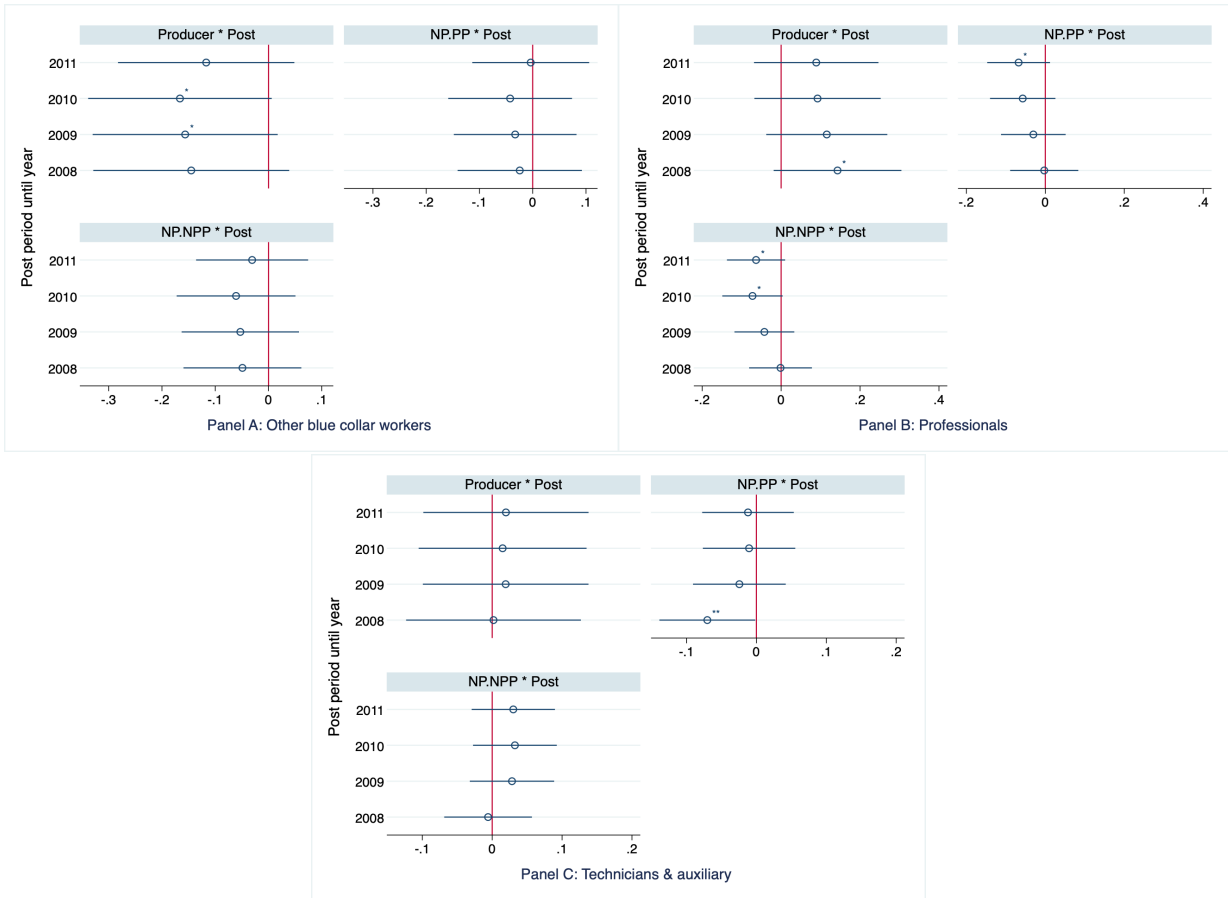 Producer * Post
NP.PP * Post
2011
2010
*
2009
*
2008
-.3 -.2 -.1 0 .1
NP.NPP * Post
2011
2010
2009
2008
-.3 -.2 -.1 0 .1
Post period until year
Panel A: Other blue collar workers
Producer * Post
NP.PP * Post
2011
*
2010
2009
2008
*
-.2 0 .2 .4
NP.NPP * Post
2011
*
2010
*
2009
2008
-.2 0 .2 .4
Post period until year
Panel B: Professionals
Producer * Post
NP.PP * Post
2011
2010
2009
2008
**
-.1 0 .1 .2
NP.NPP * Post
2011
2010
2009
2008
-.1 0 .1 .2
Post period until year
Panel C: Technicians & auxiliary